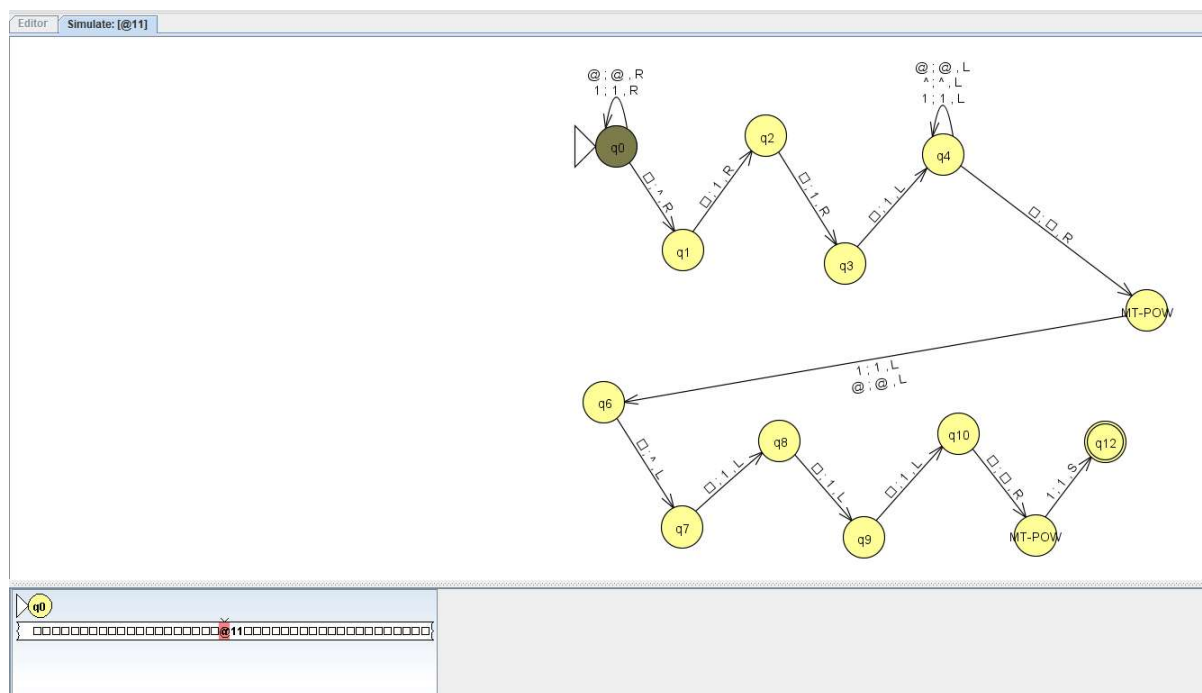 Editor
Simulate: [@11]
@ ; @ , R
1 ; 1 , R
@ ; @ , L
^ ; ^ , L
1 ; 1 , L
q0
q2
q4
□ ; ^ , R
□ ; 1 , R
□ ; 1 , R
□ ; 1 , L
□ ; □ , R
q1
q3
MT-POW
1 ; 1 , L
@ ; @ , L
q6
q8
q10
q12
□ ; ^ , L
□ ; 1 , L
□ ; 1 , L
□ ; 1 , L
□ ; □ , R
1 ; 1 , S
q7
q9
MT-POW
q0
□□□□□□□□□□□□□□□□□□□□@11□□□□□□□□□□□□□□□□□□□□